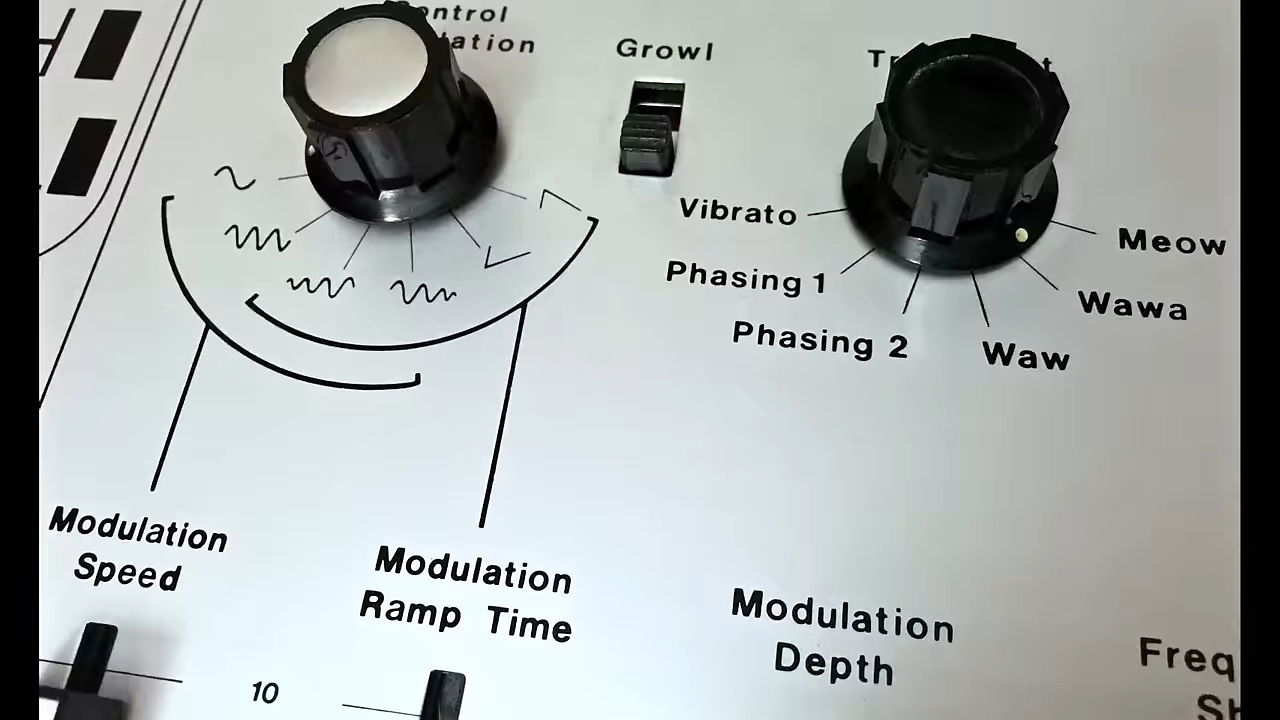 Growl
Vibrato
Phasing 1
Phasing 2
Waw
Wawa
Meow
Modulation
Speed
Modulation
Ramp Time
Modulation
Depth
10